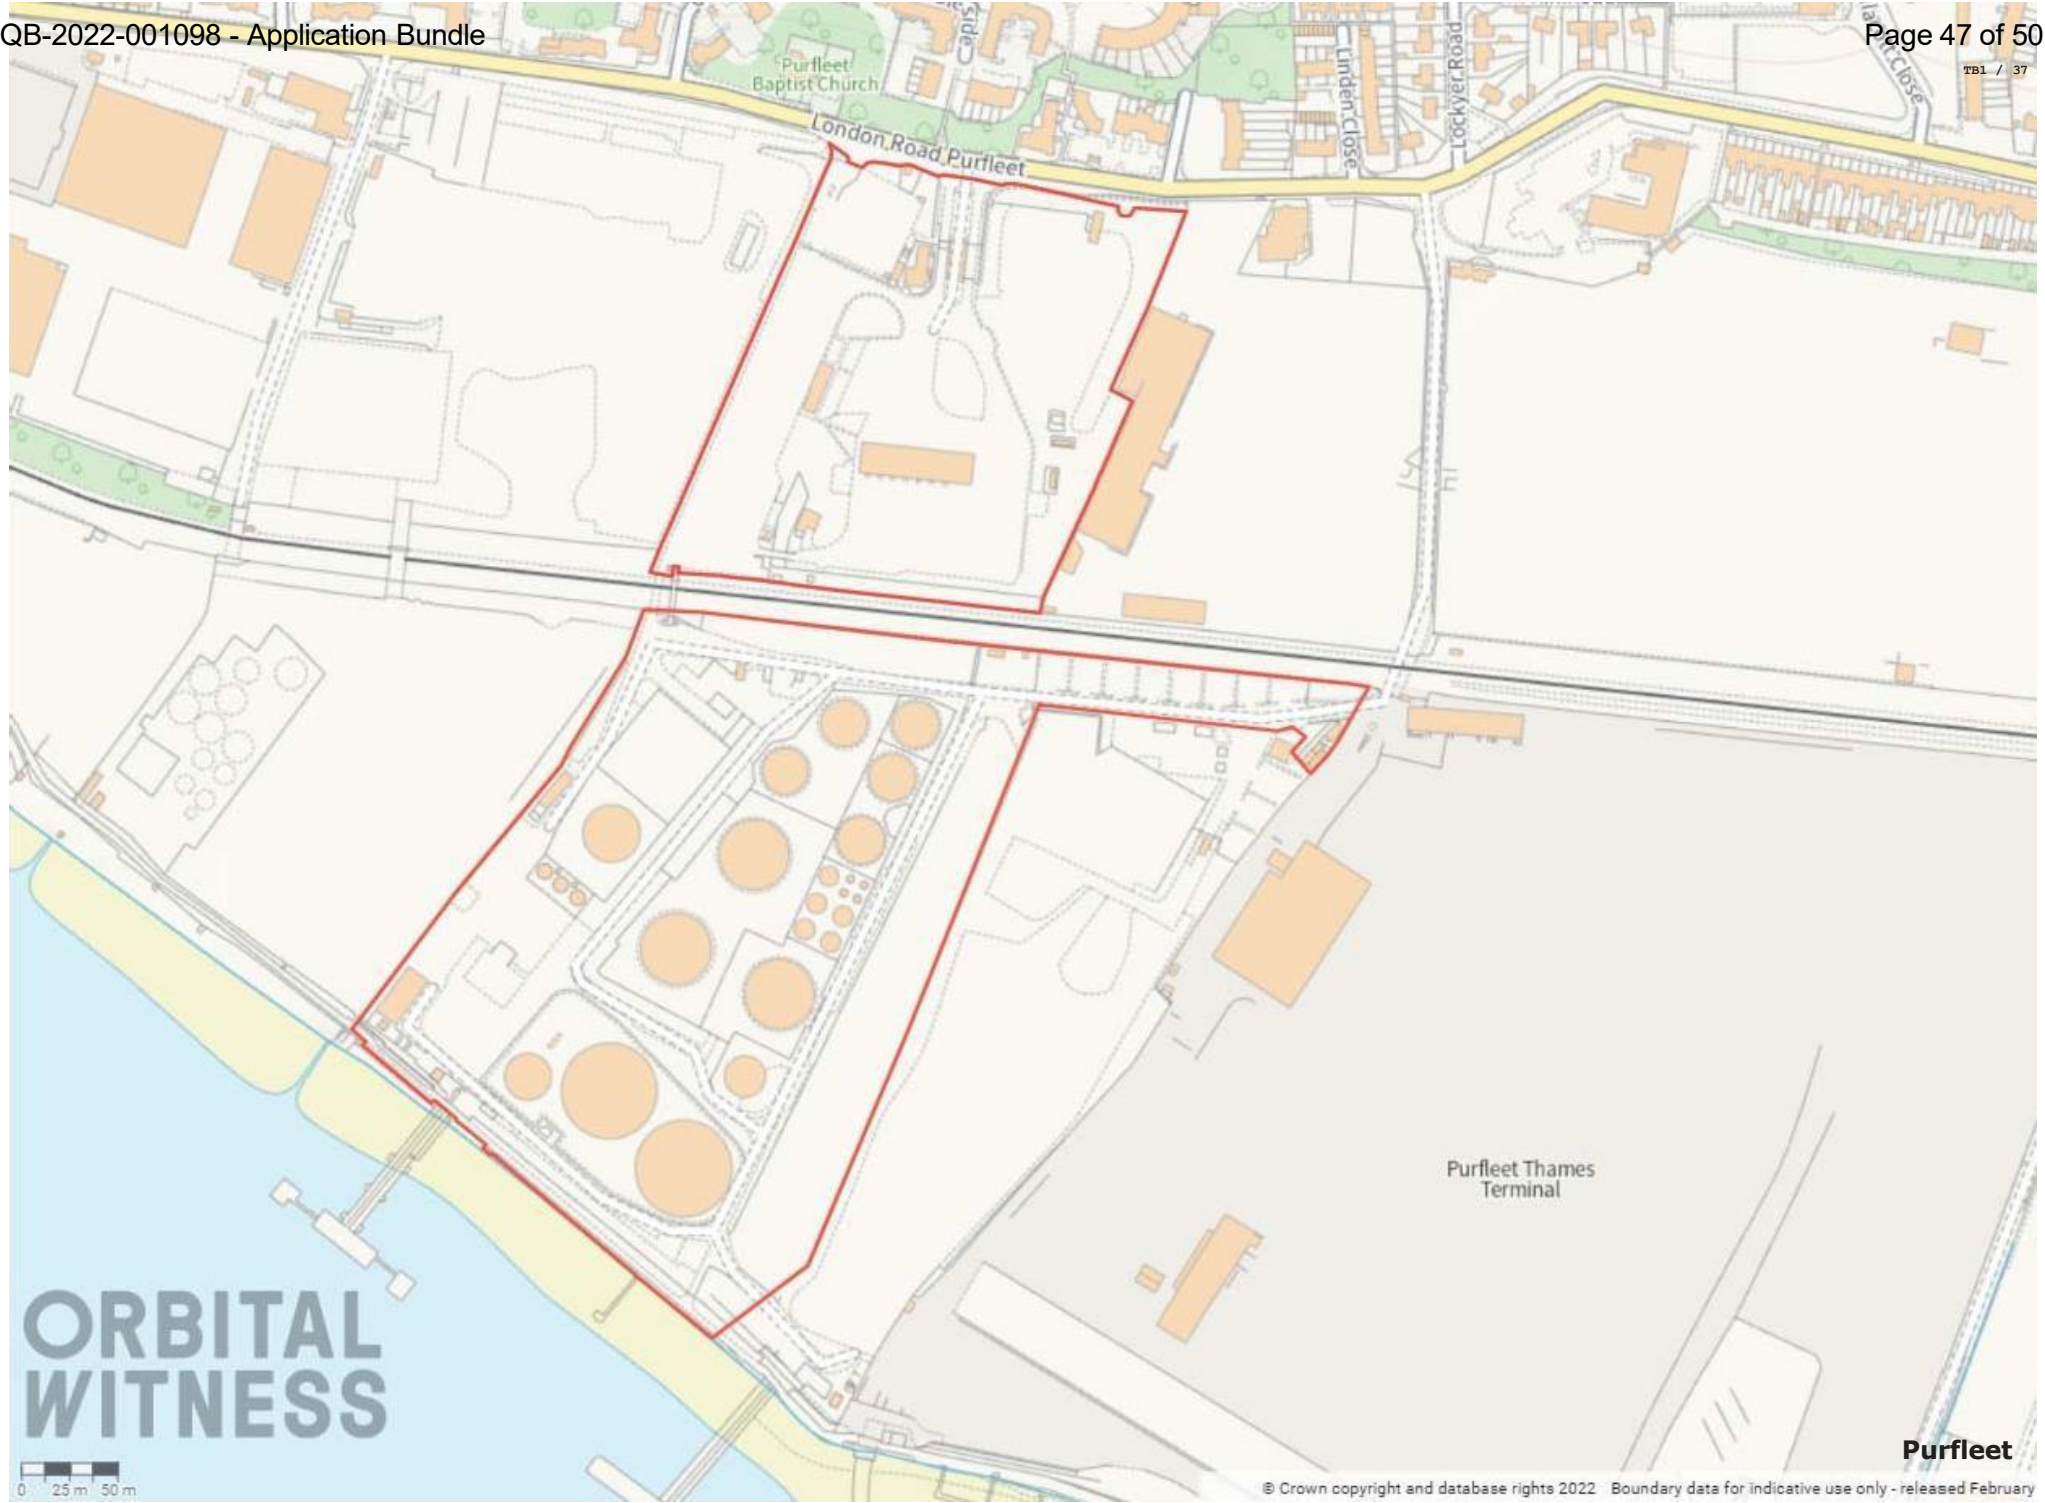 QB-2022-001098 - Application Bundle
Page 47 of 50
TB1 / 37
Purfleet
Baptist Church
London Road Purfleet
Side
Linden Close
Lockyer Road
Close
Purfleet Thames
Terminal
ORBITAL
WITNESS
0 25 m 50 m
Purfleet
© Crown copyright and database rights 2022 Boundary data for indicative use only - released February